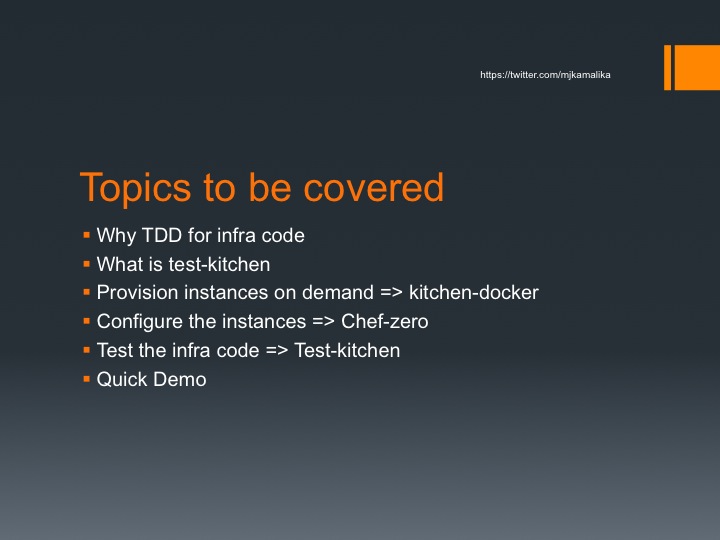 https://twitter.com/mjkamalika
Topics to be covered
▪ Why TDD for infra code
▪ What is test-kitchen
▪ Provision instances on demand => kitchen-docker
▪ Configure the instances => Chef-zero
▪ Test the infra code => Test-kitchen
▪ Quick Demo